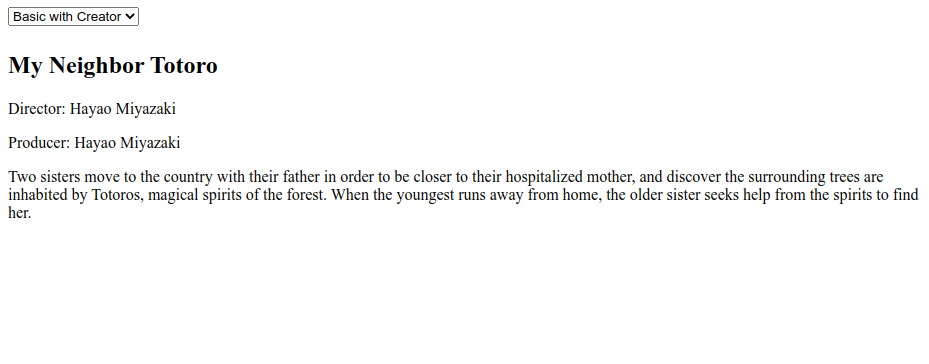 Basic with Creator
My Neighbor Totoro
Director: Hayao Miyazaki
Producer: Hayao Miyazaki
Two sisters move to the country with their father in order to be closer to their hospitalized mother, and discover the surrounding trees are
inhabited by Totoros, magical spirits of the forest. When the youngest runs away from home, the older sister seeks help from the spirits to find
her.